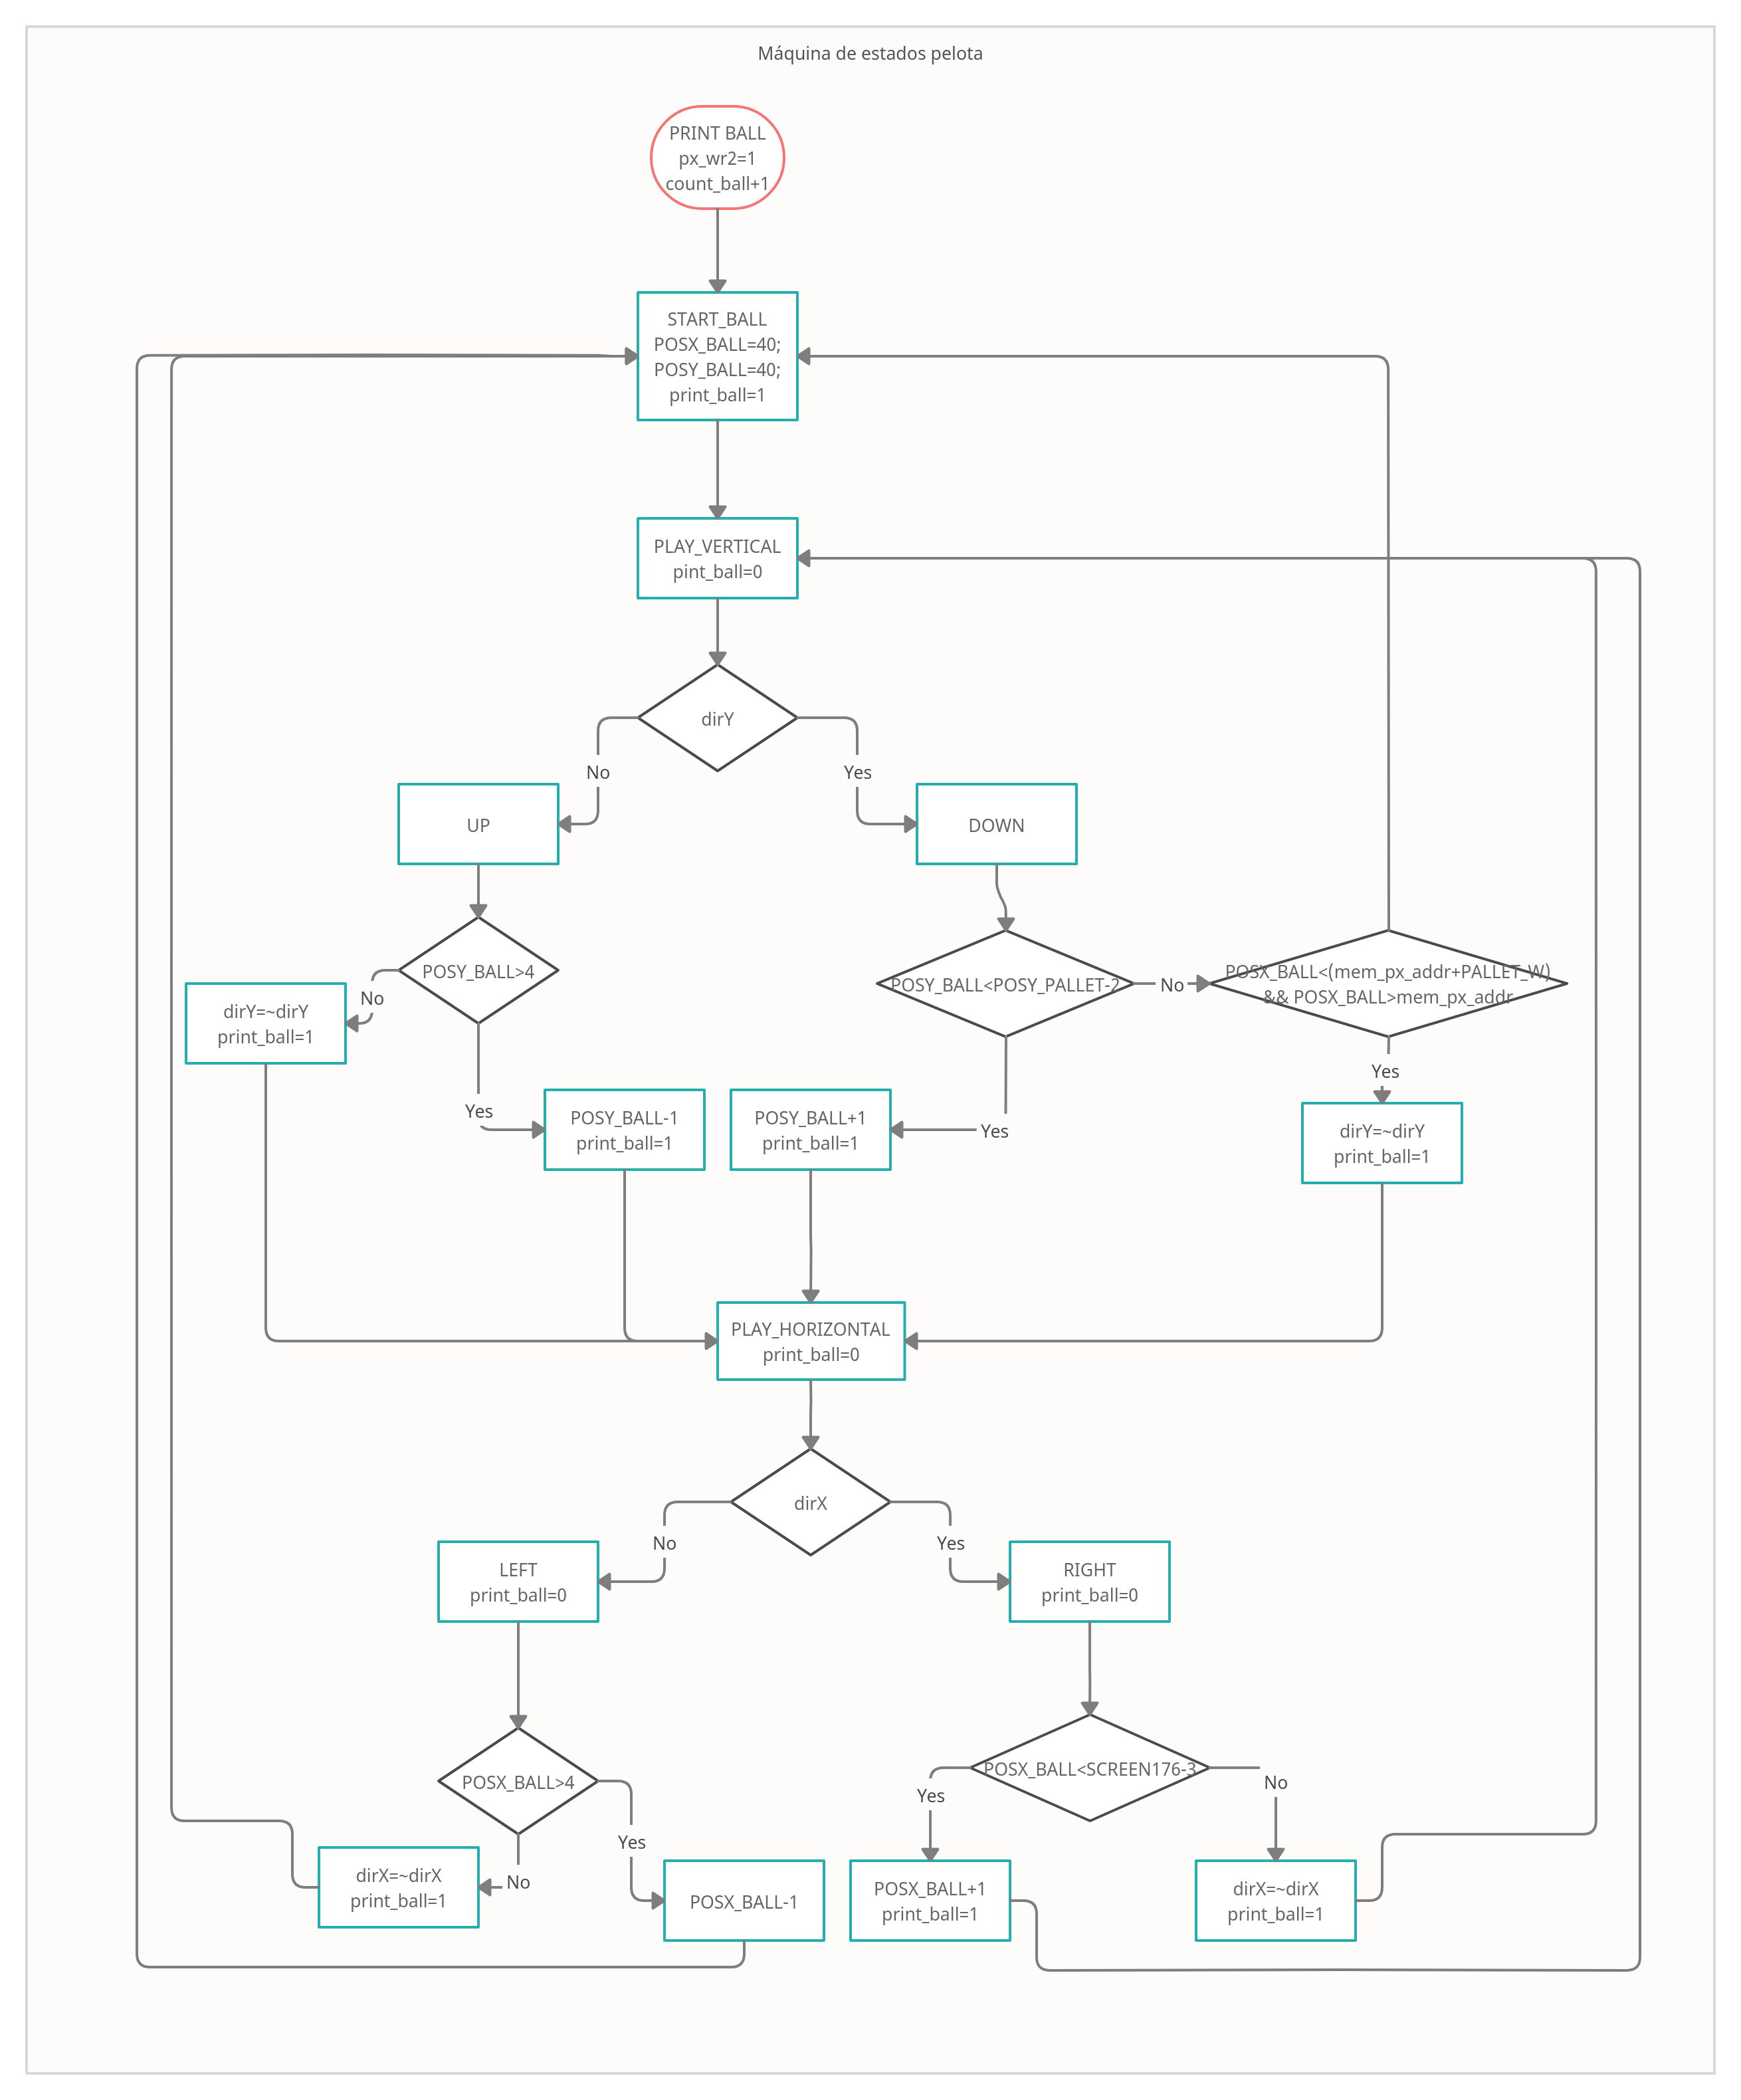 Máquina de estados pelota
PRINT BALL
px_wr2=1
count_ball+1
START_BALL
POSX_BALL=40;
POSY_BALL=40;
print_ball=1
PLAY_VERTICAL
pint_ball=0
dirY
No
Yes
UP
DOWN
POSY_BALL>4
No
dirY=~dirY
print_ball=1
Yes
POSY_BALL-1
print_ball=1
POSY_BALL<POSY_PALLET-2
No
POSX_BALL<(mem_px_addr+PALLET_W)
&& POSX_BALL>mem_px_addr
Yes
POSY_BALL+1
print_ball=1
Yes
dirY=~dirY
print_ball=1
PLAY_HORIZONTAL
print_ball=0
dirX
No
Yes
LEFT
print_ball=0
RIGHT
print_ball=0
POSX_BALL>4
Yes
No
dirX=~dirX
print_ball=1
POSX_BALL-1
POSX_BALL<SCREEN176-3
Yes
No
POSX_BALL+1
print_ball=1
dirX=~dirX
print_ball=1